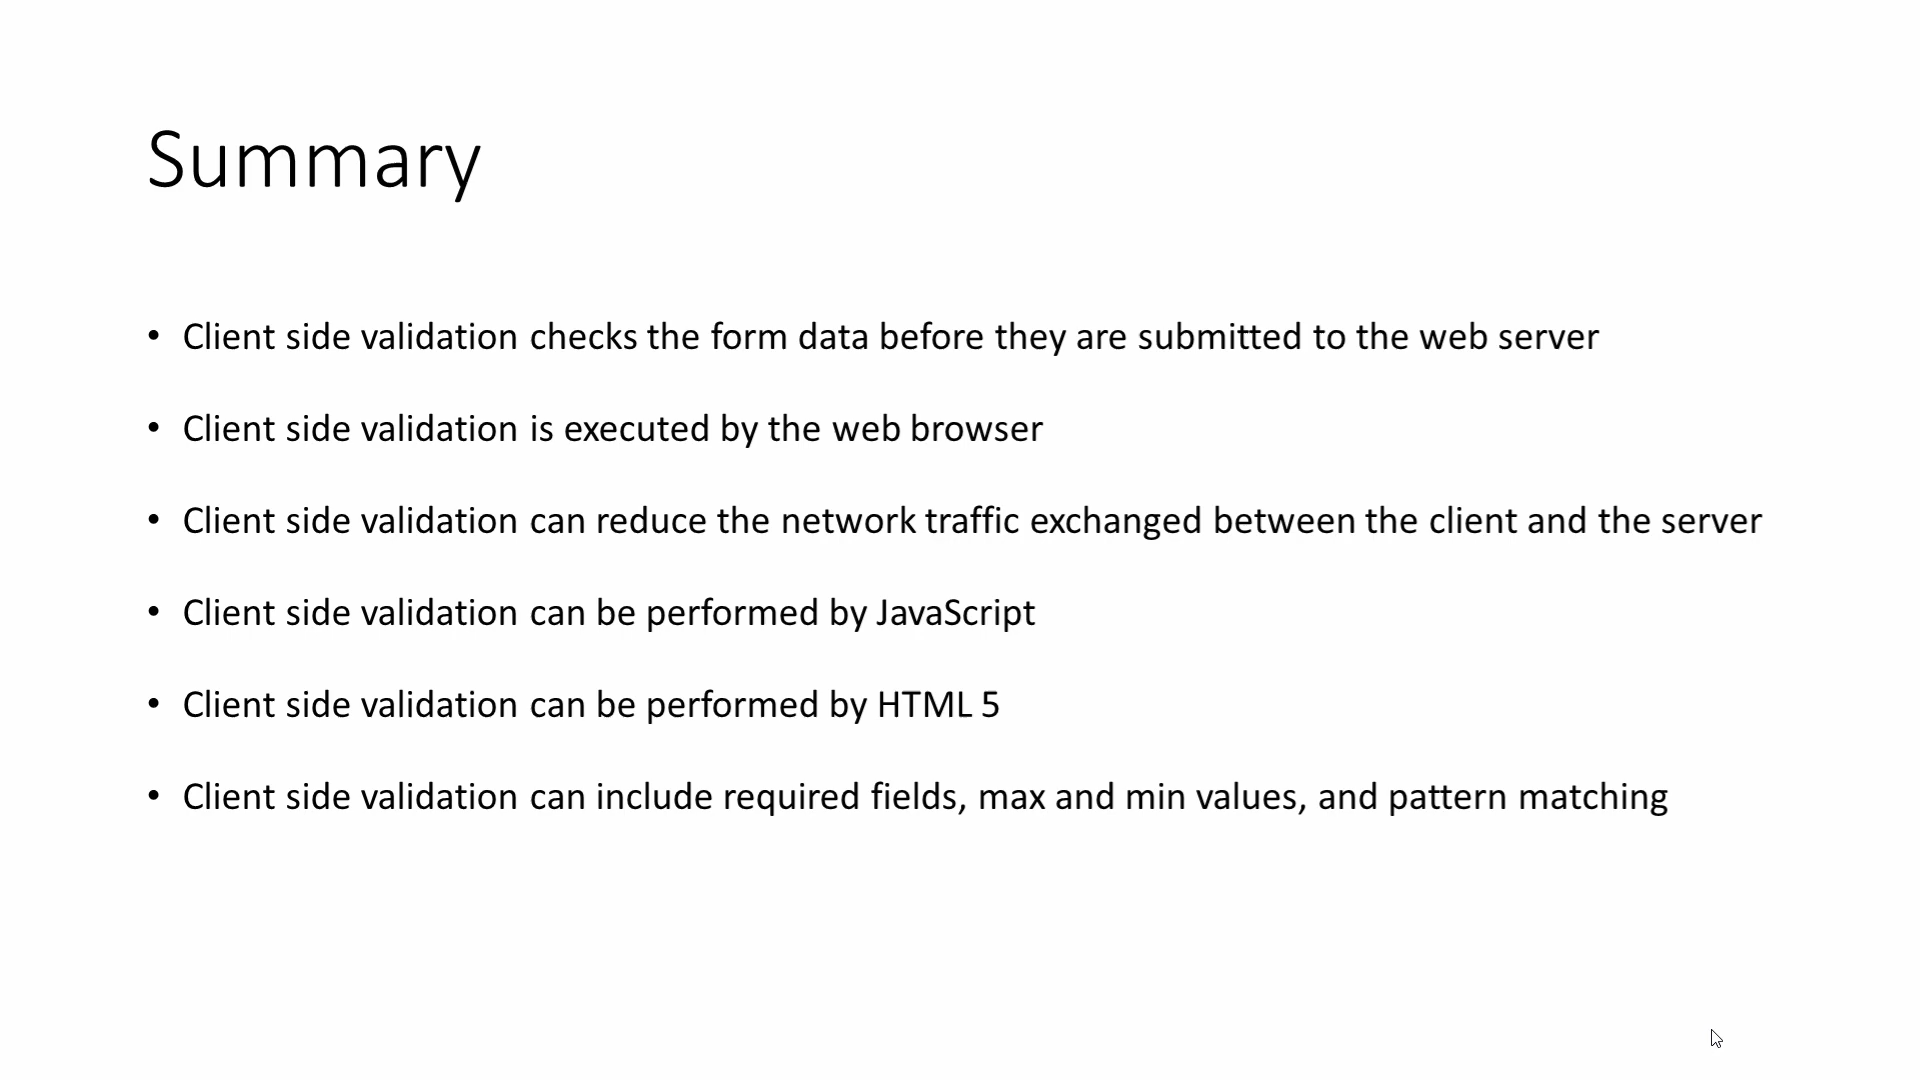 Summary
• Client side validation checks the form data before they are submitted to the web server
• Client side validation is executed by the web browser
• Client side validation can reduce the network traffic exchanged between the client and the server
• Client side validation can be performed by JavaScript
• Client side validation can be performed by HTML 5
• Client side validation can include required fields, max and min values, and pattern matching